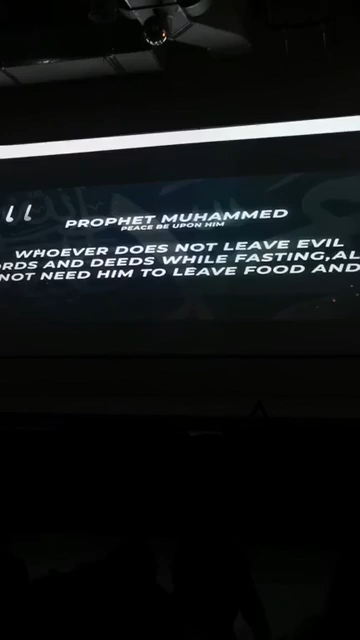 PROPHET MUHAMMED
PEACE BE UPON HIM
WHOEVER DOES NOT LEAVE EVIL
AND DEEDS WHILE FASTING,
NOT NEED HIM TO LEAVE FOOD AND